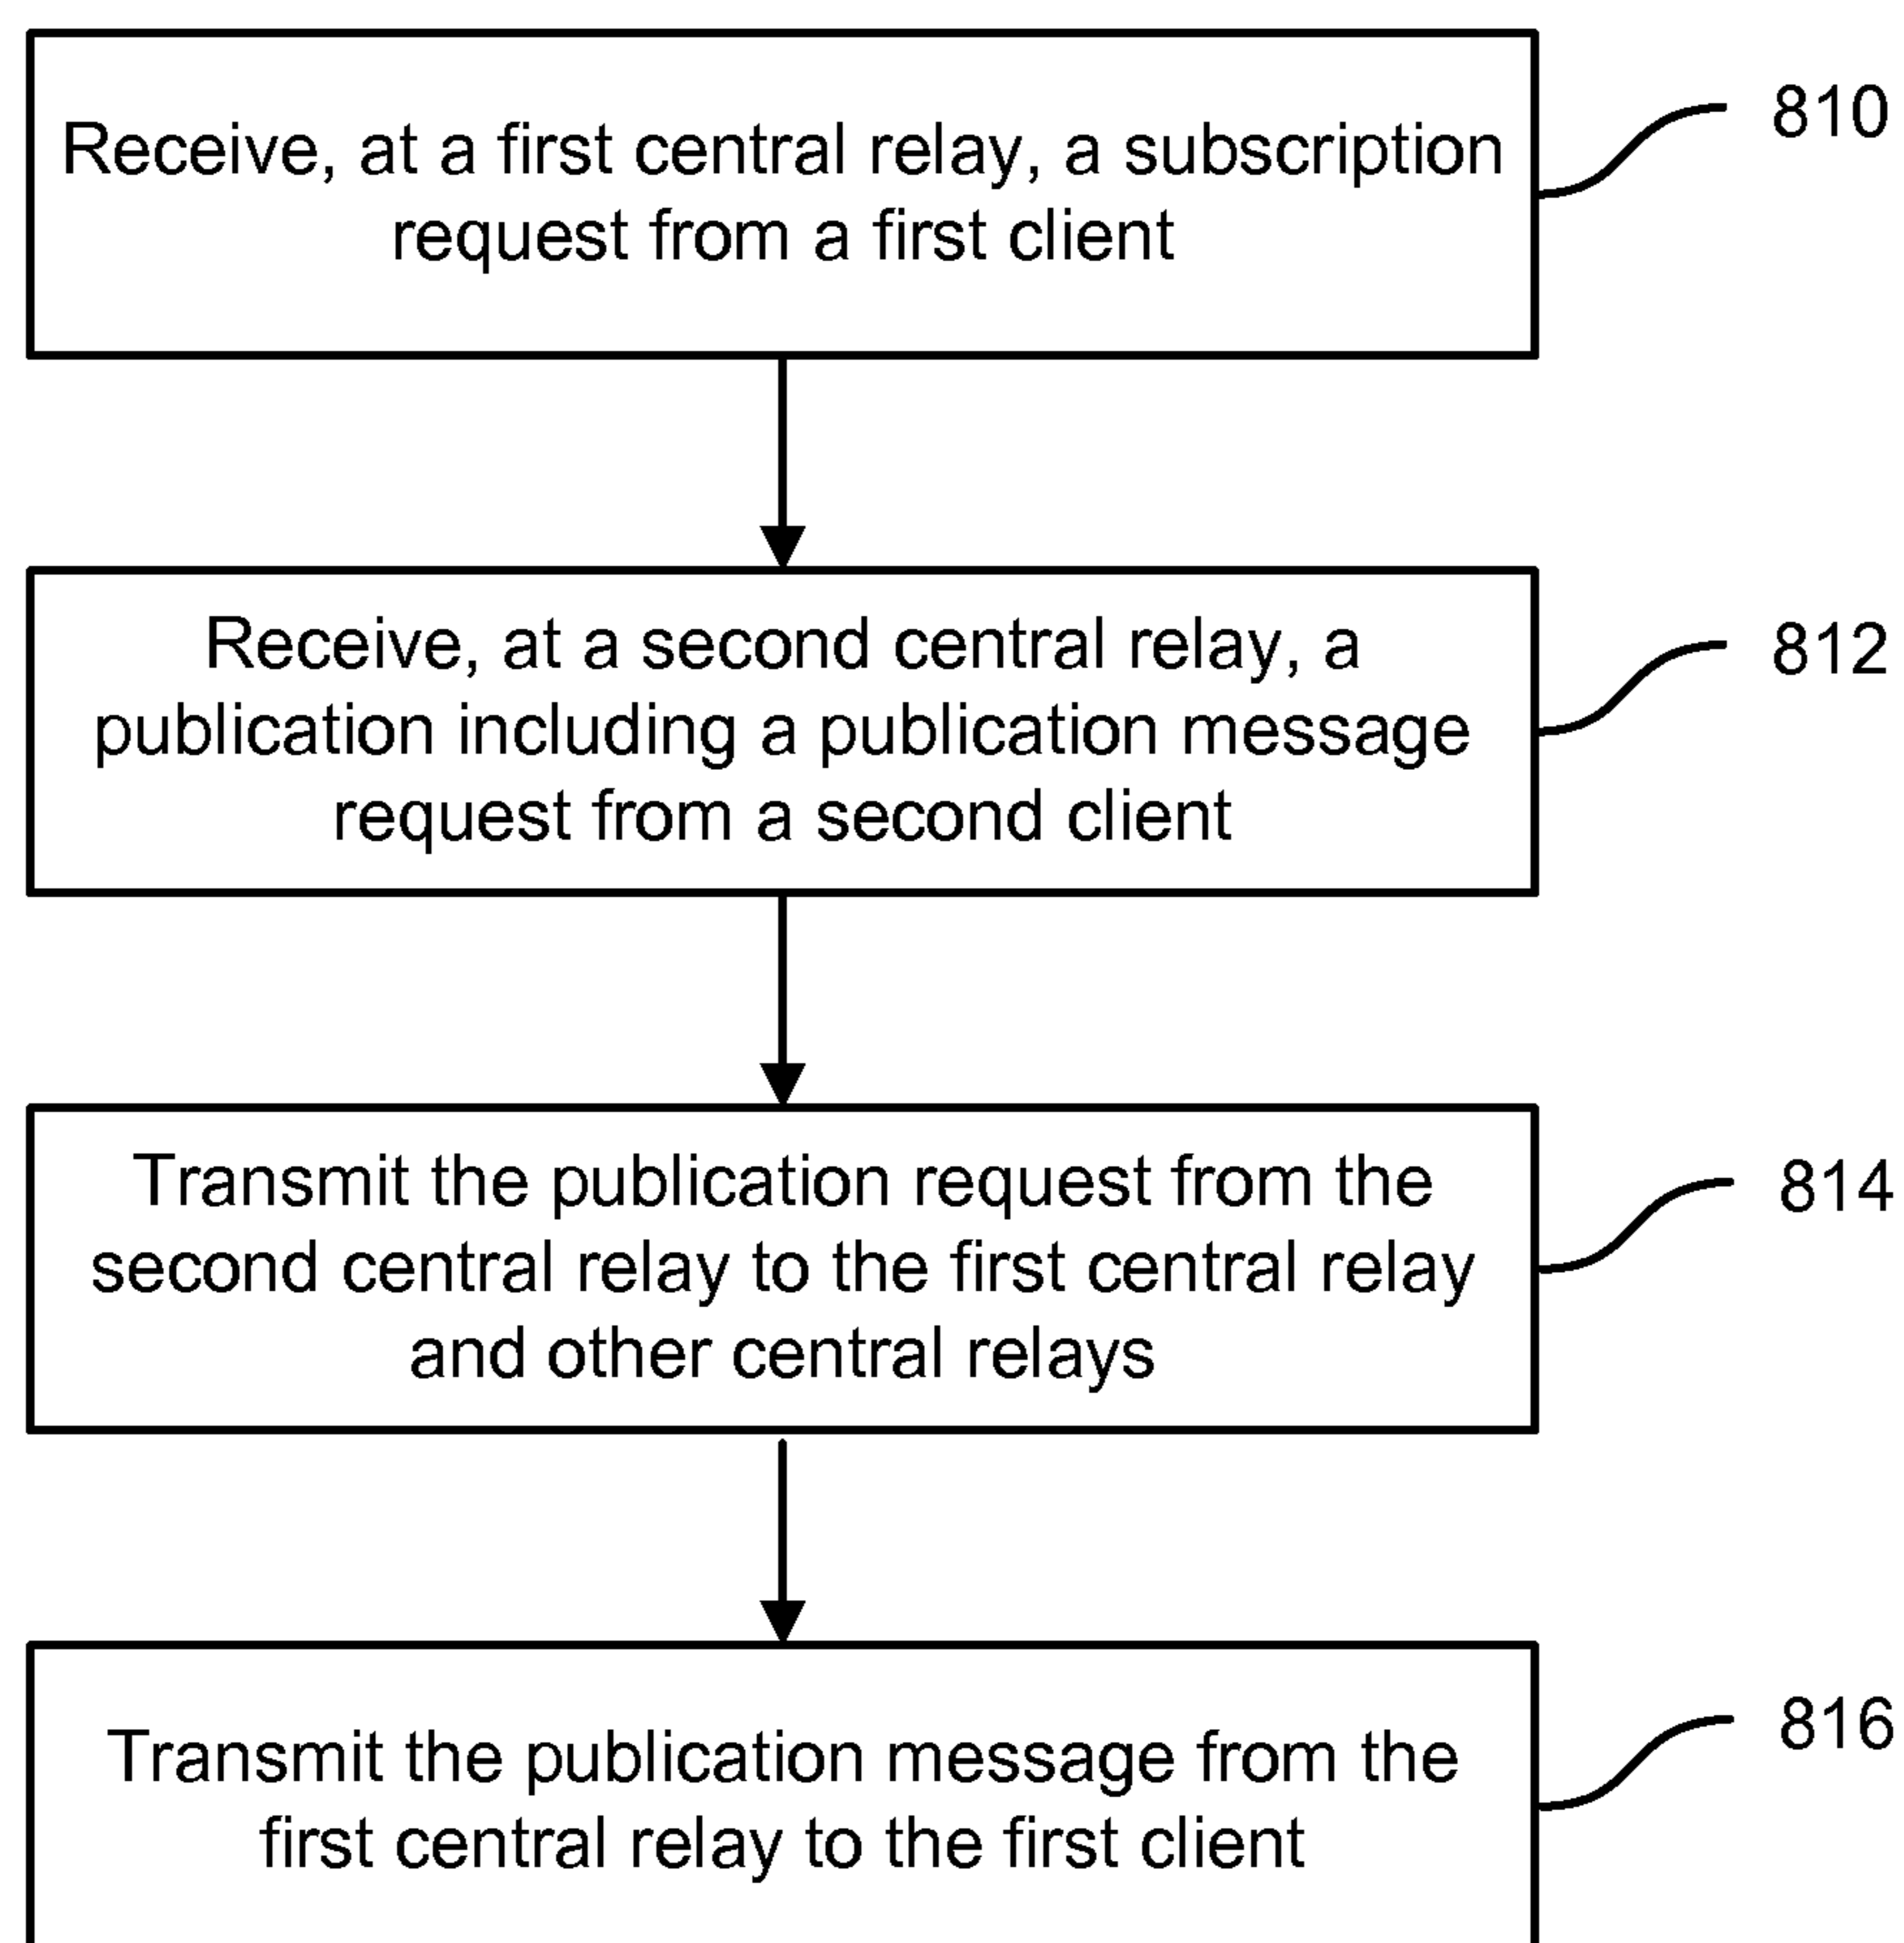 Receive, at a first central relay, a subscription
request from a first client
810
Receive, at a second central relay, a
publication including a publication message
request from a second client
812
Transmit the publication request from the
second central relay to the first central relay
and other central relays
814
Transmit the publication message from the
first central relay to the first client
816